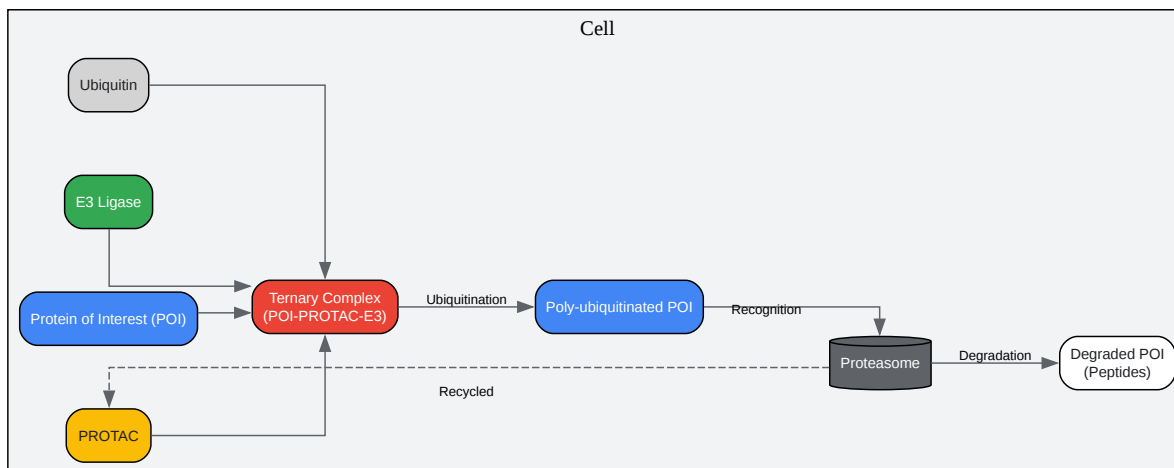 Cell
Ubiquitin
E3 Ligase
Protein of Interest (POI)
PROTAC
Ternary Complex
(POI-PROTAC-E3)
Ubiquitination
Poly-ubiquitinated POI
Recognition
Proteasome
Degradation
Degraded POI
(Peptides)
Recycled